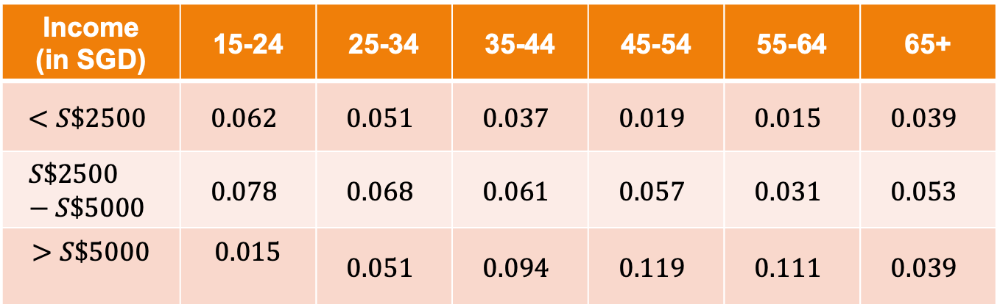 Income
(in SGD) 15-24 25-34 35-44 45-54 55-64 65+
< S$2500 0.062 0.051 0.037 0.019 0.015 0.039
S$2500
− S$5000 0.078 0.068 0.061 0.057 0.031 0.053
> S$5000 0.015 0.051 0.094 0.119 0.111 0.039